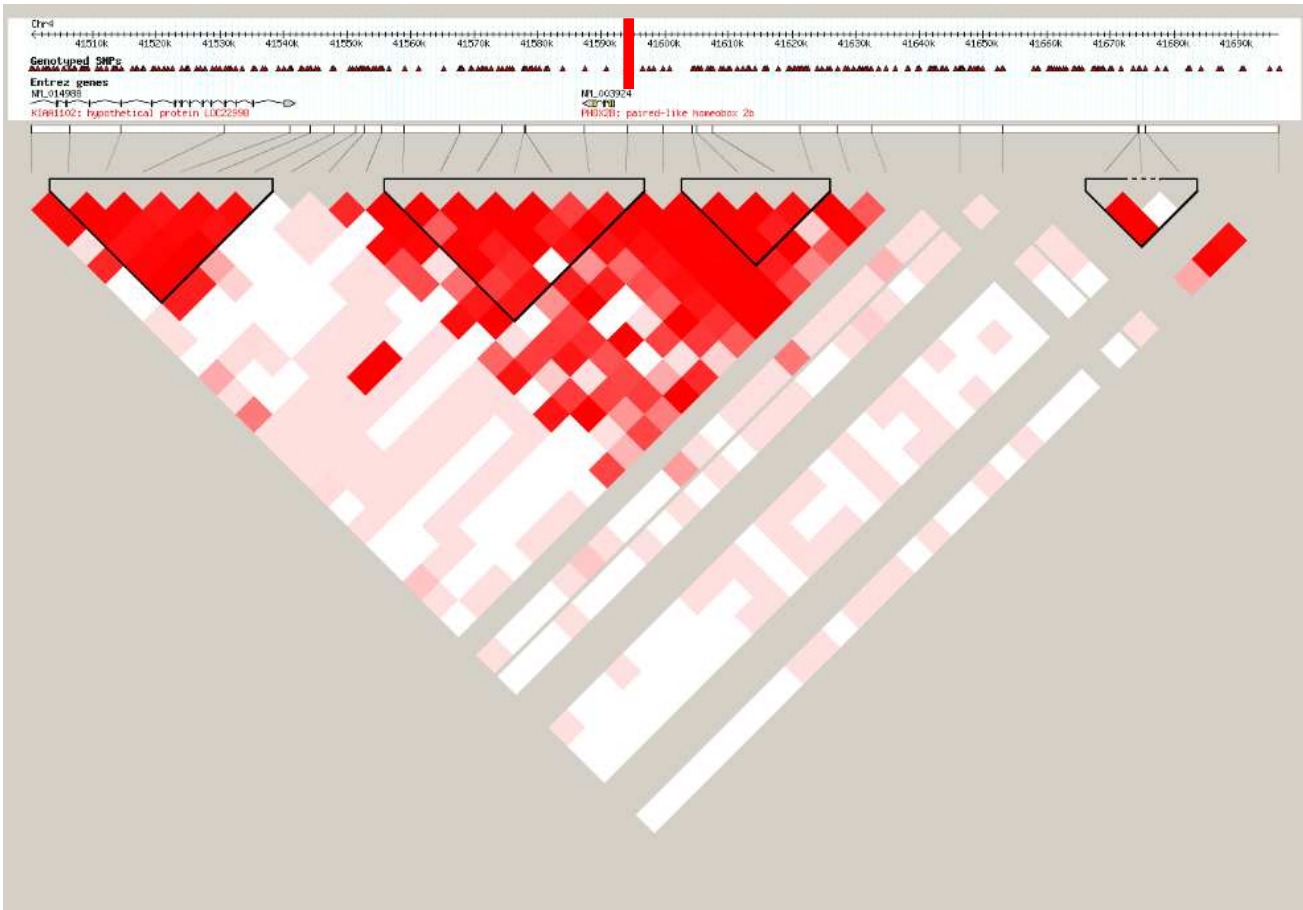 Chr4
41510k 41520k 41530k 41540k 41550k 41560k 41570k 41580k 41590k 41600k 41610k 41620k 41630k 41640k 41650k 41660k 41670k 41680k 41690k
Genotyped SNPs
Entrez genes
NM_014988 NM_003924
KIAA1102: hypothetical protein LOC22998 PHOX2B: paired-like homeobox 2b